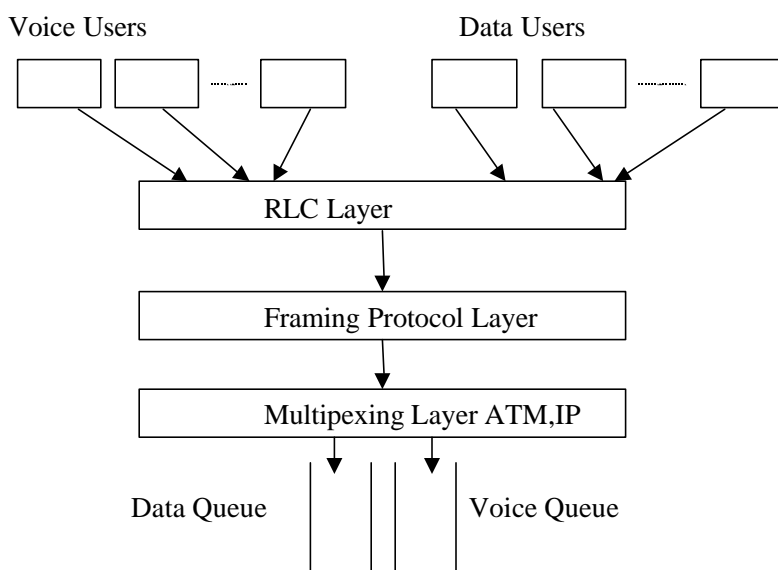 Voice Users
Data Users
RLC Layer
Framing Protocol Layer
Multipexing Layer ATM,IP
Data Queue
Voice Queue